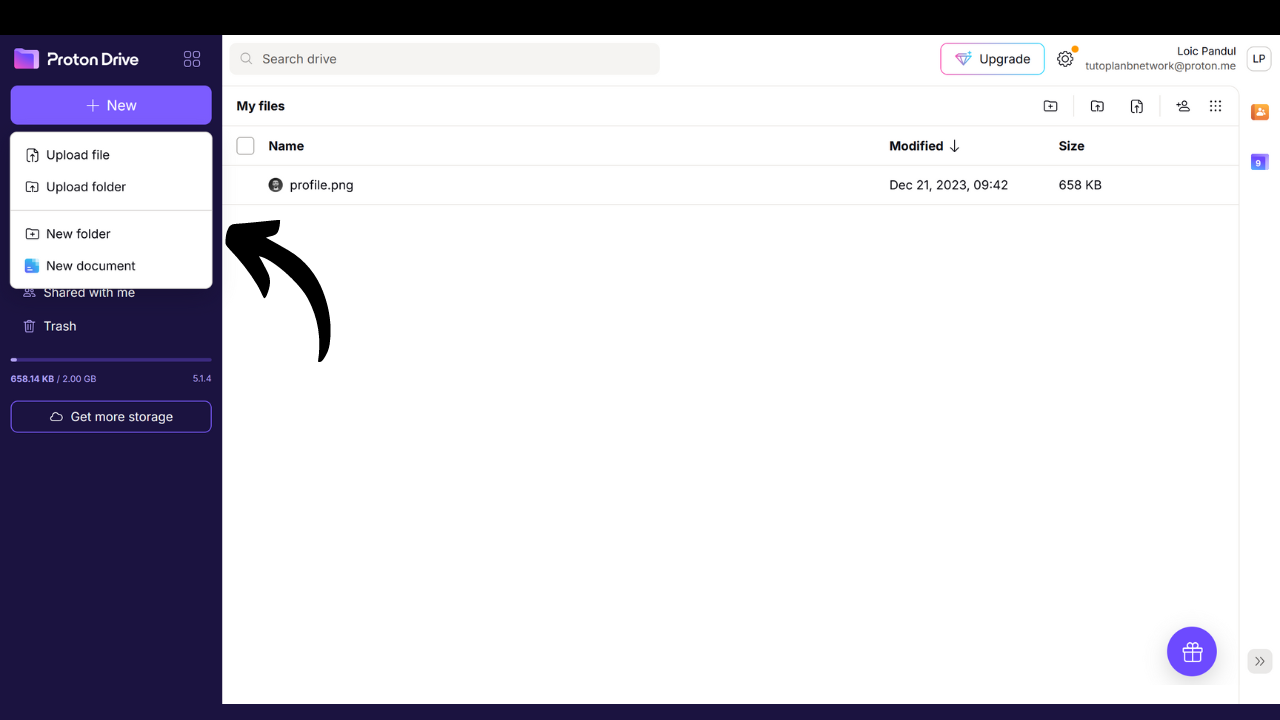 Proton Drive
Search drive
Upgrade
Loic Pandul
tutoplanbnetwork@proton.me
LP
New
My files
Upload file
Upload folder
New folder
New document
Name
Modified
Size
profile.png
Dec 21, 2023, 09:42
658 KB
9
Shared with me
Trash
658.14 KB / 2.00 GB
5.1.4
Get more storage